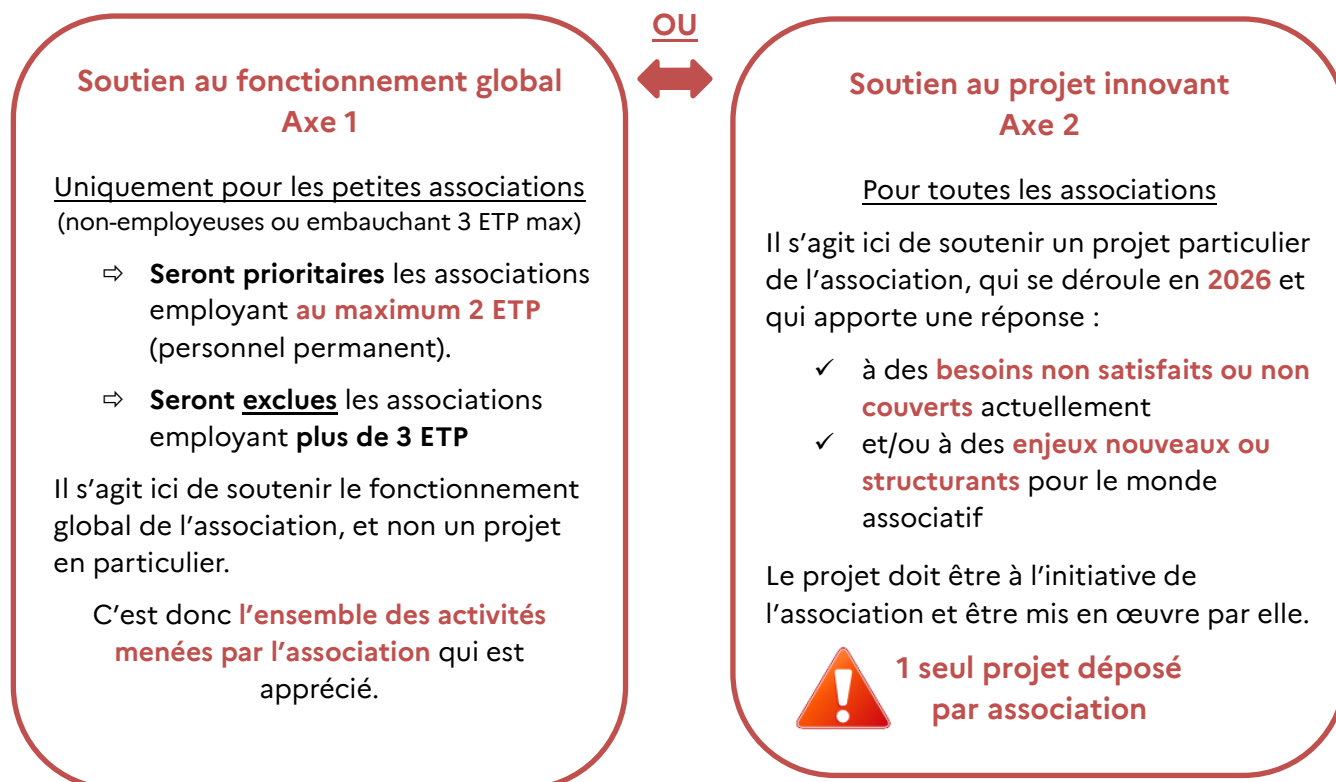 OU
Soutien au fonctionnement global
Axe 1
Uniquement pour les petites associations
(non-employeuses ou embauchant 3 ETP max)
⇨ Seront prioritaires les associations
employant au maximum 2 ETP
(personnel permanent).
⇨ Seront exclues les associations
employant plus de 3 ETP
Il s’agit ici de soutenir le fonctionnement
global de l’association, et non un projet
en particulier.
C’est donc l’ensemble des activités
menées par l’association qui est
apprécié.
Soutien au projet innovant
Axe 2
Pour toutes les associations
Il s’agit ici de soutenir un projet particulier
de l’association, qui se déroule en 2026 et
qui apporte une réponse :
✓ à des besoins non satisfaits ou non
couverts actuellement
✓ et/ou à des enjeux nouveaux ou
structurants pour le monde
associatif
Le projet doit être à l’initiative de
l’association et être mis en œuvre par elle.
1 seul projet déposé
par association